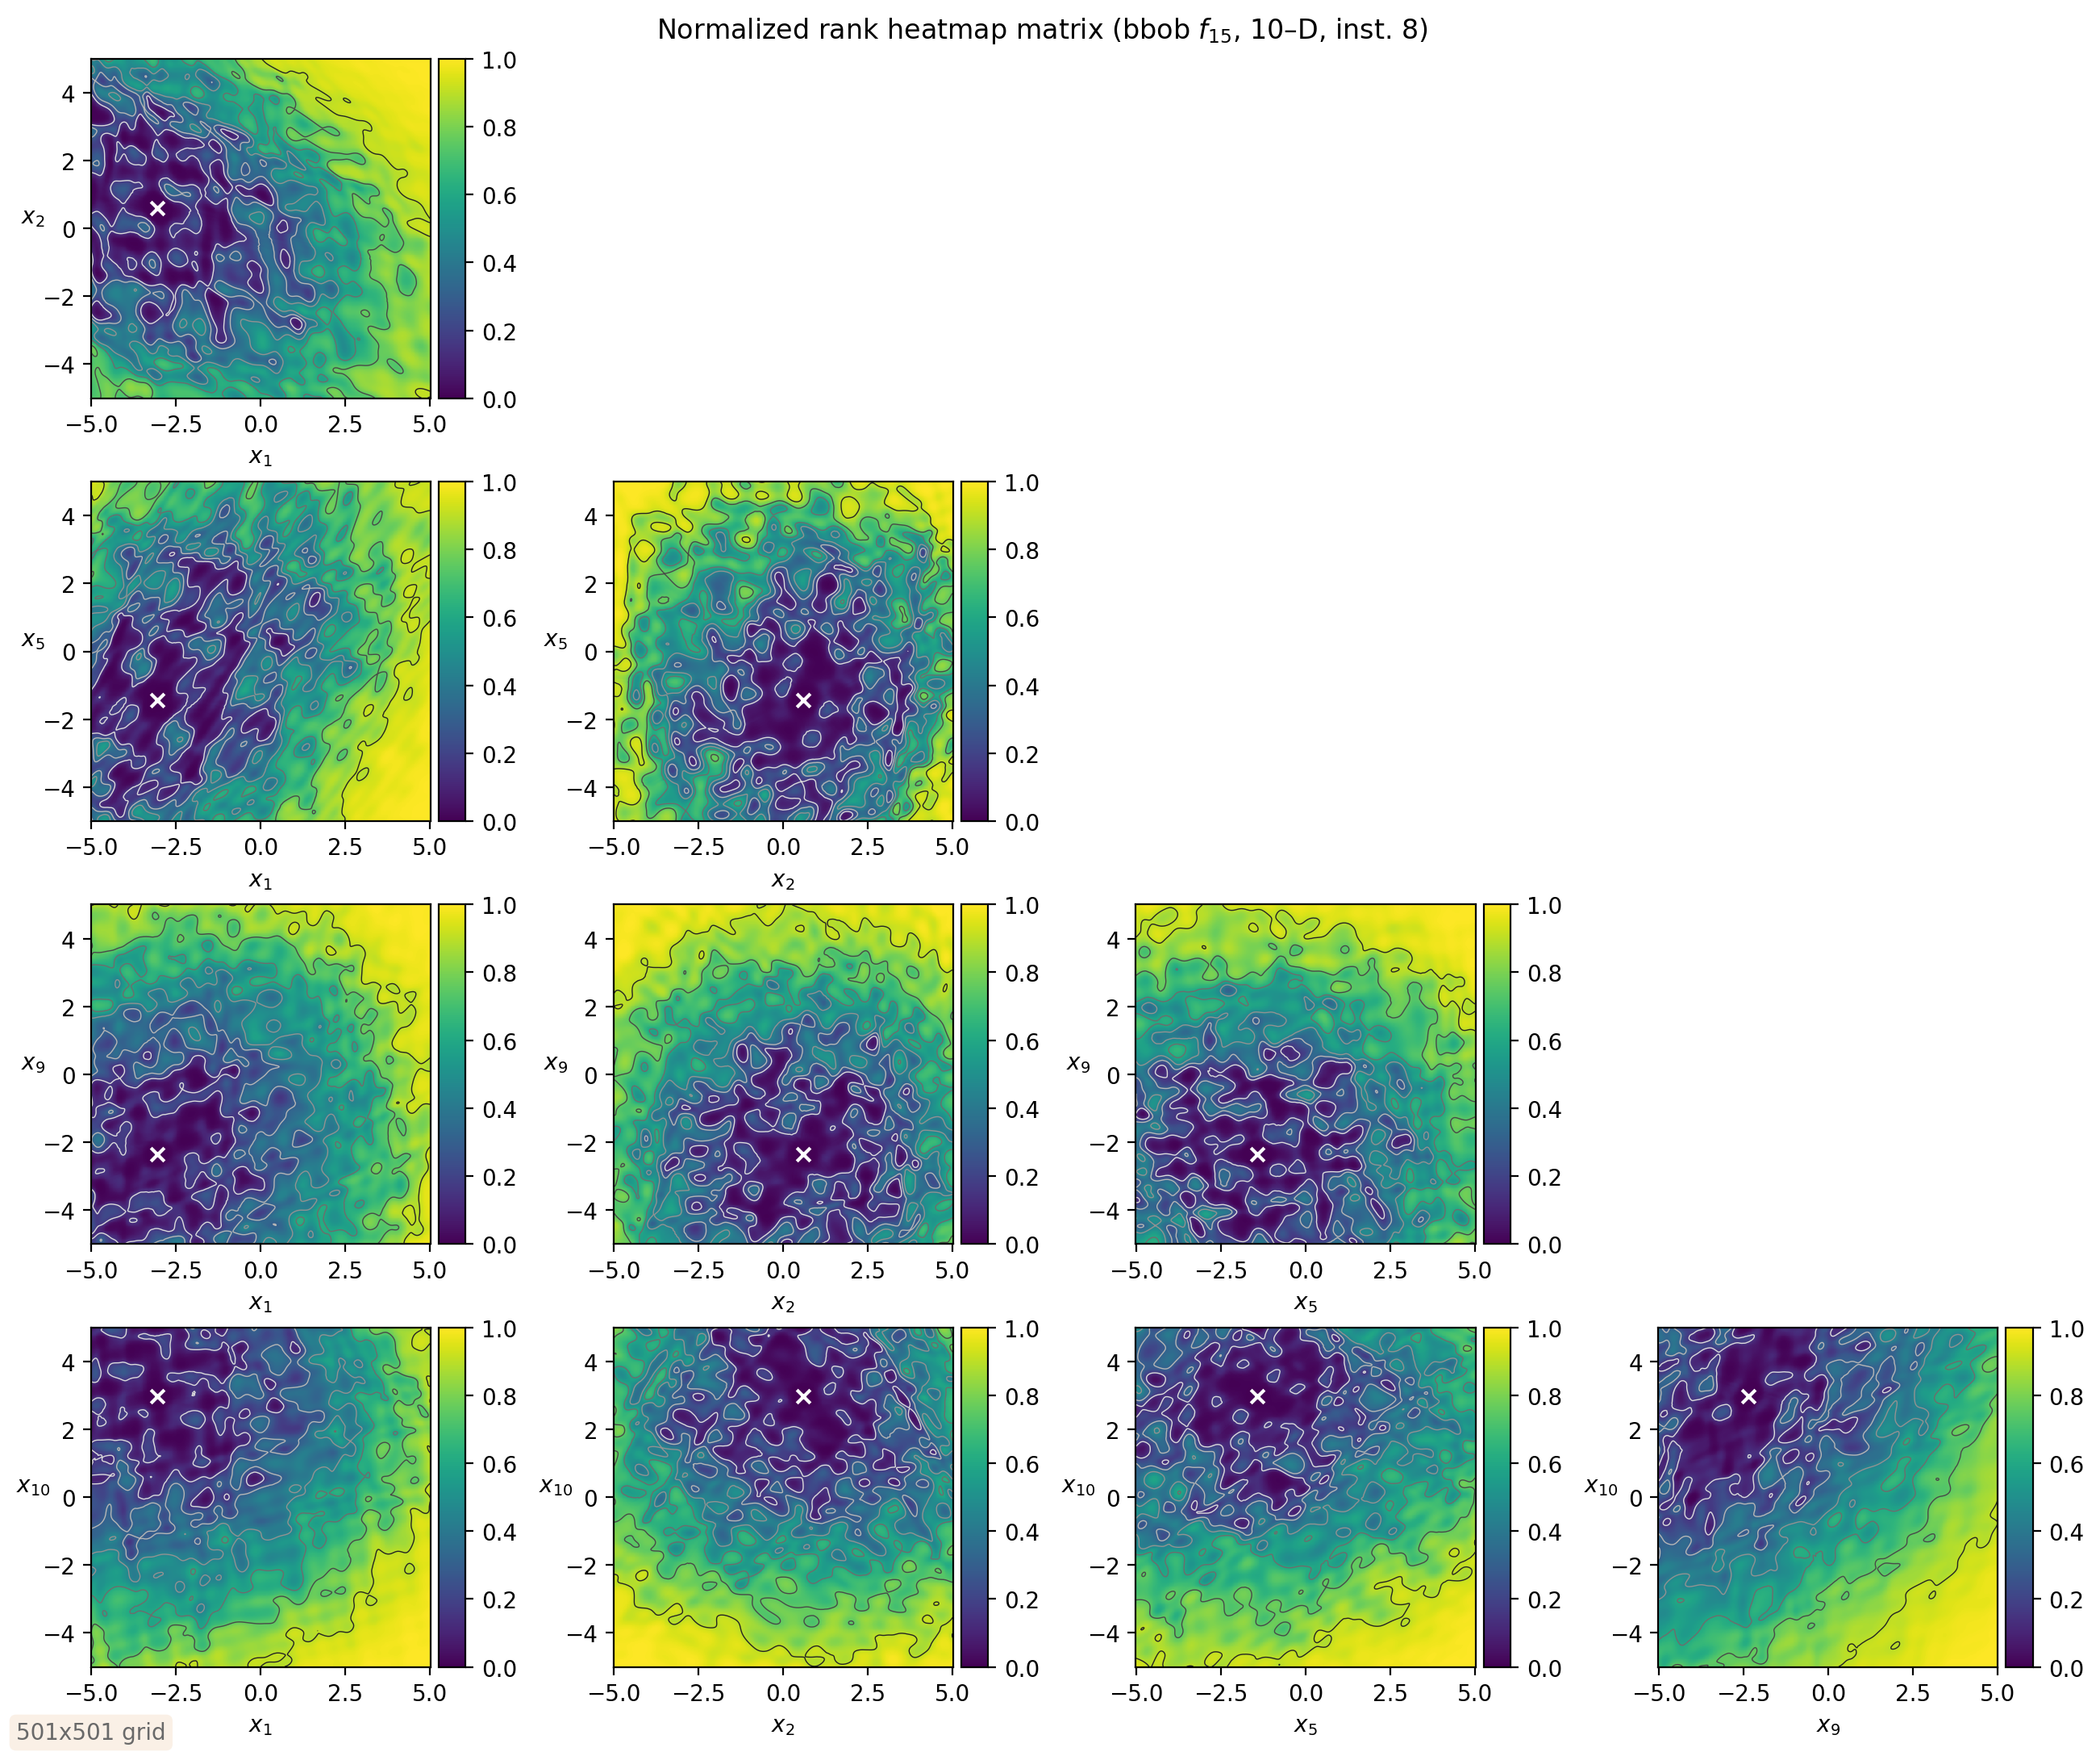 Normalized rank heatmap matrix (bbob f15, 10–D, inst. 8)
1.0
4
0.8
2
0.6
x2 0
0.4
−2
0.2
−4
0.0
−5.0 −2.5 0.0 2.5 5.0
x1
1.0 1.0
4 0.8 4 0.8
2 0.6 2 0.6
x5 0 x5 0
0.4 0.4
−2 −2
0.2 0.2
−4 −4
0.0 0.0
−5.0 −2.5 0.0 2.5 5.0 −5.0 −2.5 0.0 2.5 5.0
x1 x2
1.0 1.0 1.0
4 0.8 4 0.8 4 0.8
2 0.6 2 0.6 2 0.6
x9 0 x9 0 x9 0
0.4 0.4 0.4
−2 −2 −2
0.2 0.2 0.2
−4 −4 −4
0.0 0.0 0.0
−5.0 −2.5 0.0 2.5 5.0 −5.0 −2.5 0.0 2.5 5.0 −5.0 −2.5 0.0 2.5 5.0
x1 x2 x5
1.0 1.0 1.0 1.0
4 0.8 4 0.8 4 0.8 4 0.8
2 0.6 2 0.6 2 0.6 2 0.6
x10 0 x10 0 x10 0 x10 0
0.4 0.4 0.4 0.4
−2 −2 −2 −2
0.2 0.2 0.2 0.2
−4 −4 −4 −4
0.0 0.0 0.0 0.0
−5.0 −2.5 0.0 2.5 5.0 −5.0 −2.5 0.0 2.5 5.0 −5.0 −2.5 0.0 2.5 5.0 −5.0 −2.5 0.0 2.5 5.0
x1 x2 x5 x9
501x501 grid